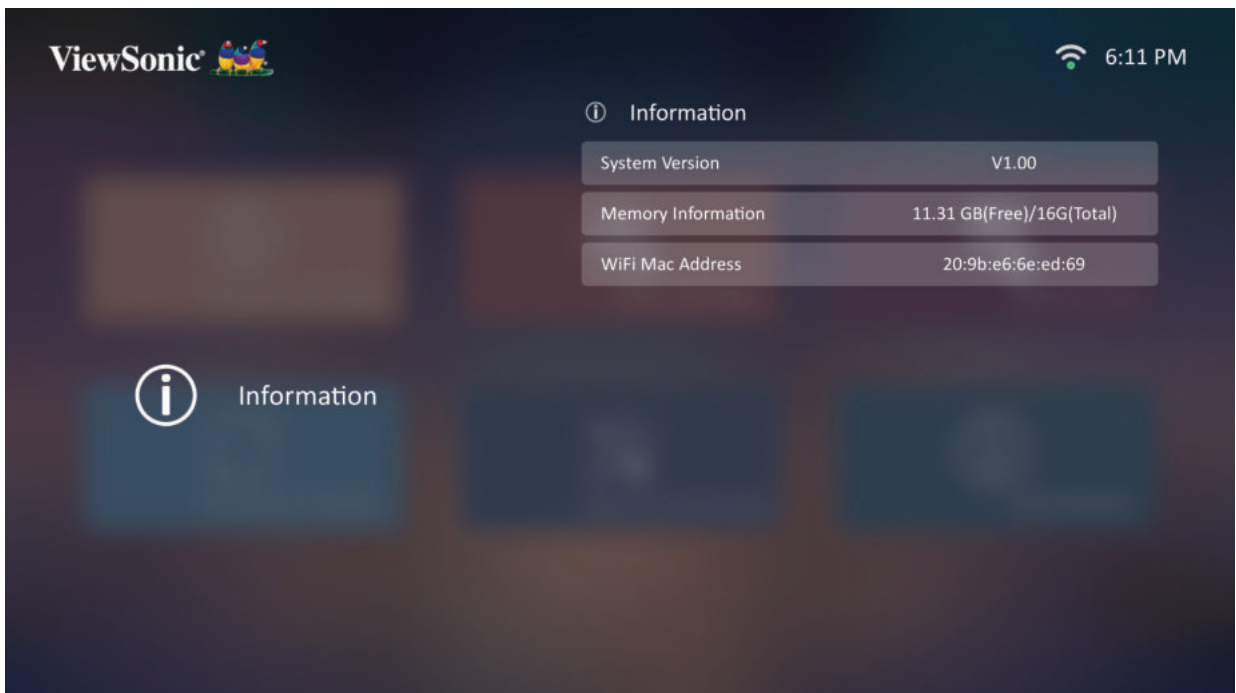 ViewSonic®
6:11 PM
Information
System Version V1.00
Memory Information 11.31 GB(Free)/16G(Total)
WiFi Mac Address 20:9b:e6:6e:ed:69
Information